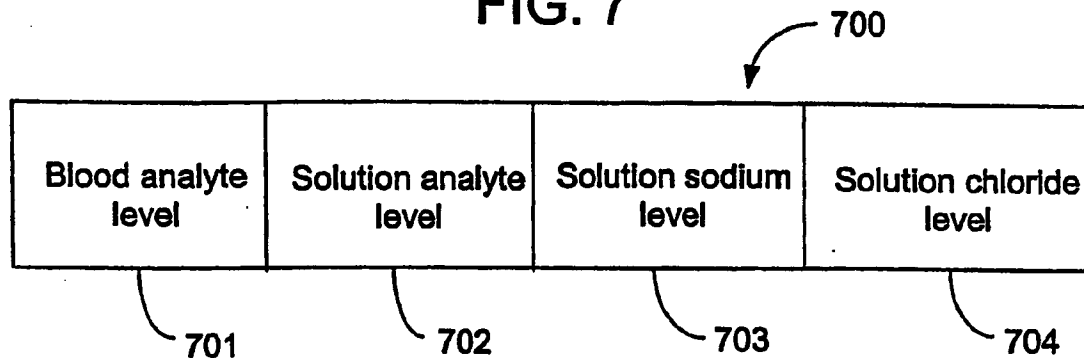 FIG. 7
700
Blood analyte level
Solution analyte level
Solution sodium level
Solution chloride level
701
702
703
704